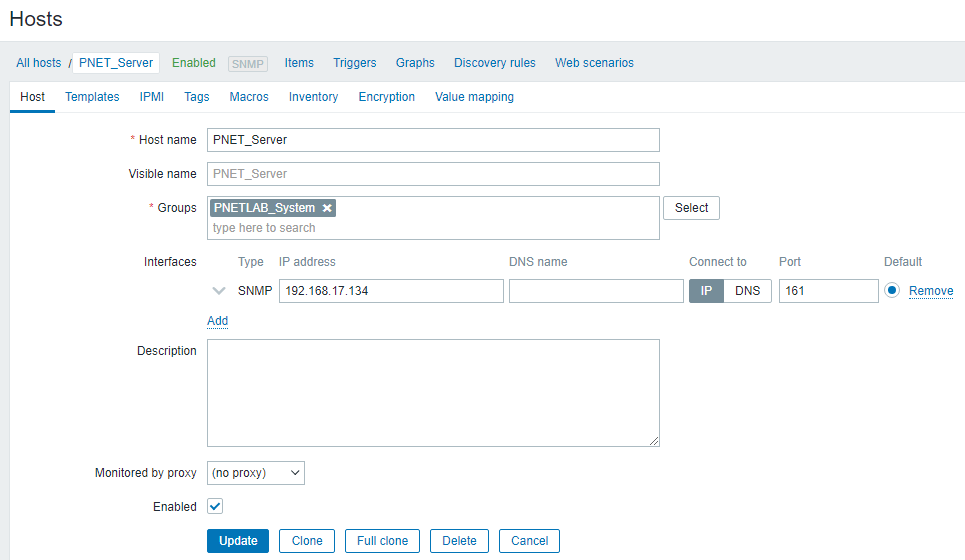 Hosts
All hosts / PNET_Server Enabled SNMP Items Triggers Graphs Discovery rules Web scenarios
Host Templates IPMI Tags Macros Inventory Encryption Value mapping
* Host name PNET_Server
Visible name PNET_Server
* Groups PNETLAB_System × Select
type here to search
Interfaces Type IP address DNS name Connect to Port Default
SNMP 192.168.17.134 IP DNS 161 Remove
Add
Description
Monitored by proxy (no proxy)
Enabled
Update Clone Full clone Delete Cancel